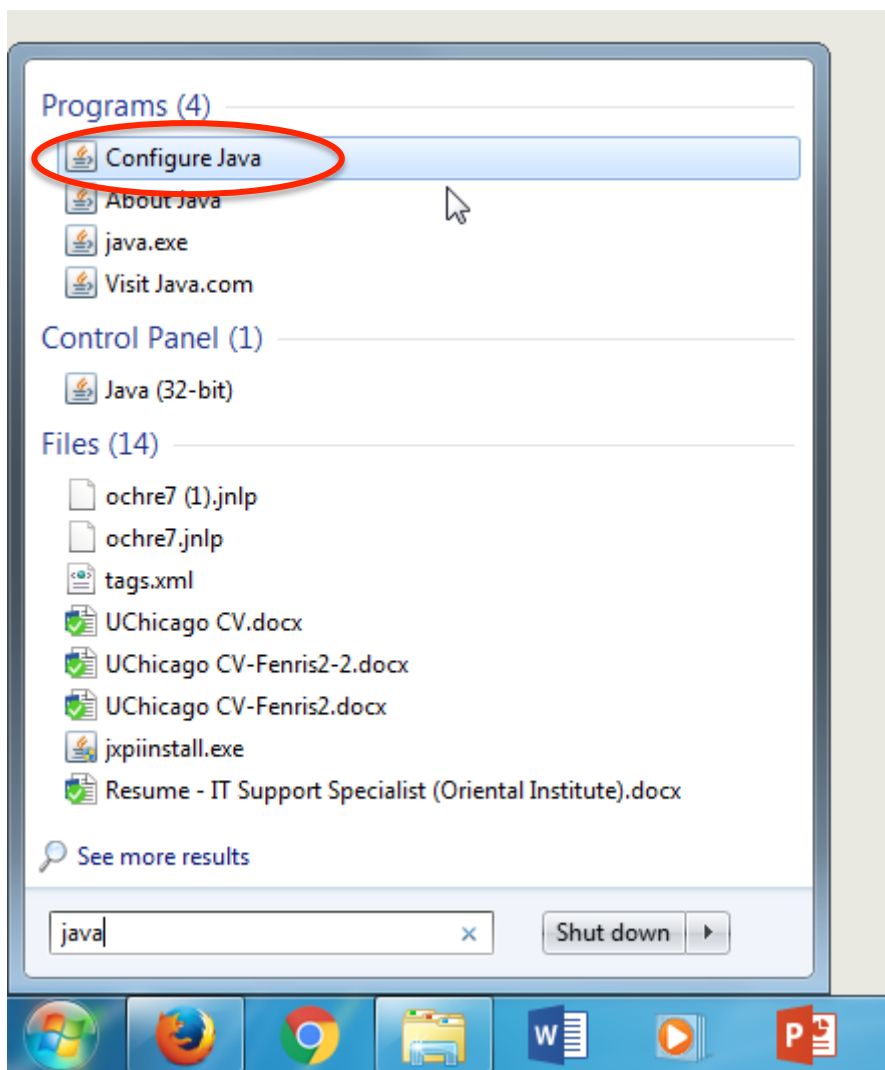 Programs (4)
Configure Java
About Java
java.exe
Visit Java.com
Control Panel (1)
Java (32-bit)
Files (14)
ochre7 (1).jnlp
ochre7.jnlp
tags.xml
UChicago CV.docx
UChicago CV-Fenris2-2.docx
UChicago CV-Fenris2.docx
jxpiinstall.exe
Resume - IT Support Specialist (Oriental Institute).docx
See more results
java
Shut down
W
P